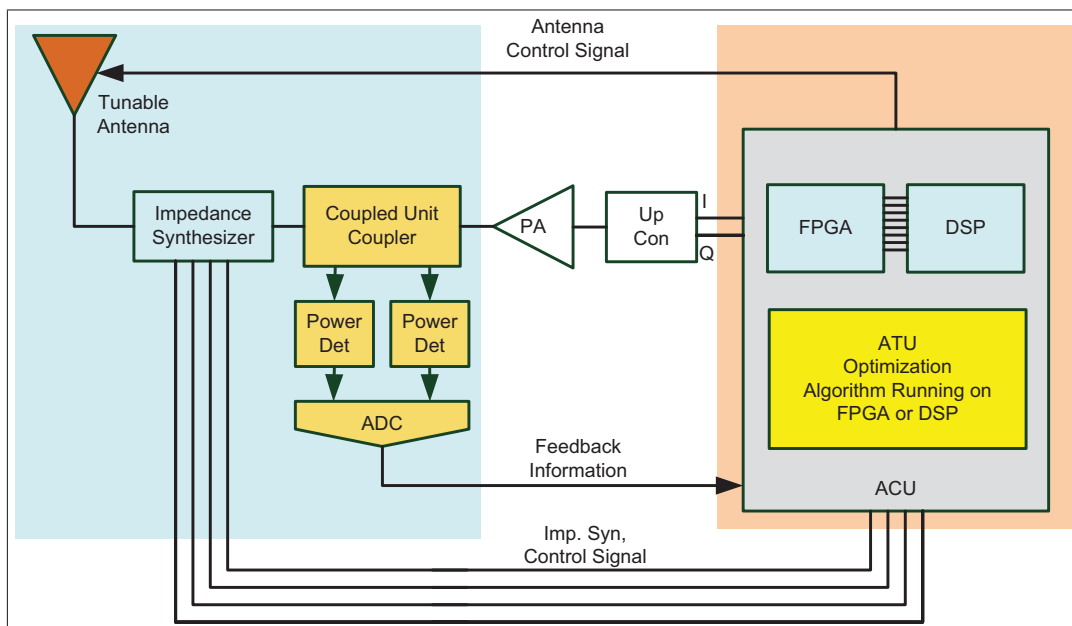 Antenna
Control Signal
Tunable
Antenna
Impedance
Synthesizer
Coupled Unit
Coupler
PA
Up
Con
I
Q
FPGA
DSP
Power
Det
Power
Det
ADC
ATU
Optimization
Algorithm Running on
FPGA or DSP
Feedback
Information
ACU
Imp. Syn,
Control Signal